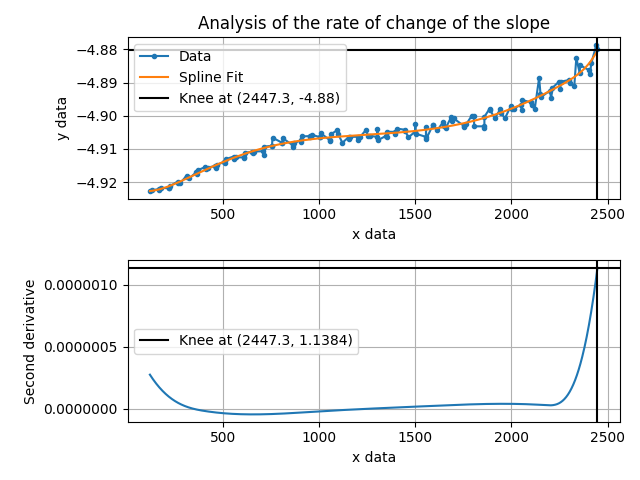 Analysis of the rate of change of the slope
−4.88
−4.89
−4.90
−4.91
−4.92
y data
Data
Spline Fit
Knee at (2447.3, -4.88)
500
1000
1500
2000
2500
x data
0.0000010
0.0000005
0.0000000
Second derivative
Knee at (2447.3, 1.1384)
500
1000
1500
2000
2500
x data